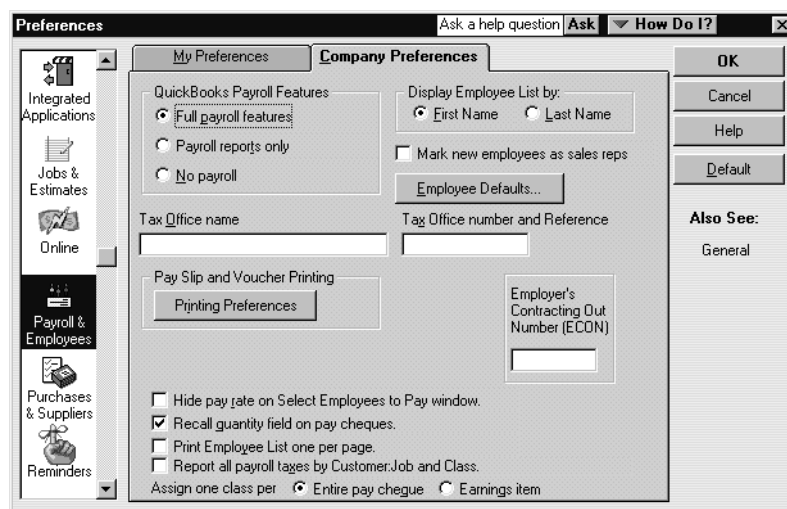 Preferences
Ask a help question Ask How Do I?
Integrated
Applications
Jobs &
Estimates
Online
Payroll &
Employees
Purchases
& Suppliers
Reminders
My Preferences
Company Preferences
QuickBooks Payroll Features
Full payroll features
Payroll reports only
No payroll
Display Employee List by:
First Name Last Name
Mark new employees as sales reps
Employee Defaults...
Tax Office name
Tax Office number and Reference
Pay Slip and Voucher Printing
Printing Preferences
Employer's
Contracting Out
Number (ECON)
Hide pay rate on Select Employees to Pay window.
Recall quantity field on pay cheques.
Print Employee List one per page.
Report all payroll taxes by Customer:Job and Class.
Assign one class per Entire pay cheque Earnings item
OK
Cancel
Help
Default
Also See:
General